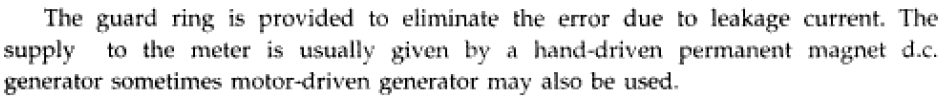 The guard ring is provided to eliminate the error due to leakage current. The
supply to the meter is usually given by a hand-driven permanent magnet d.c.
generator sometimes motor-driven generator may also be used.